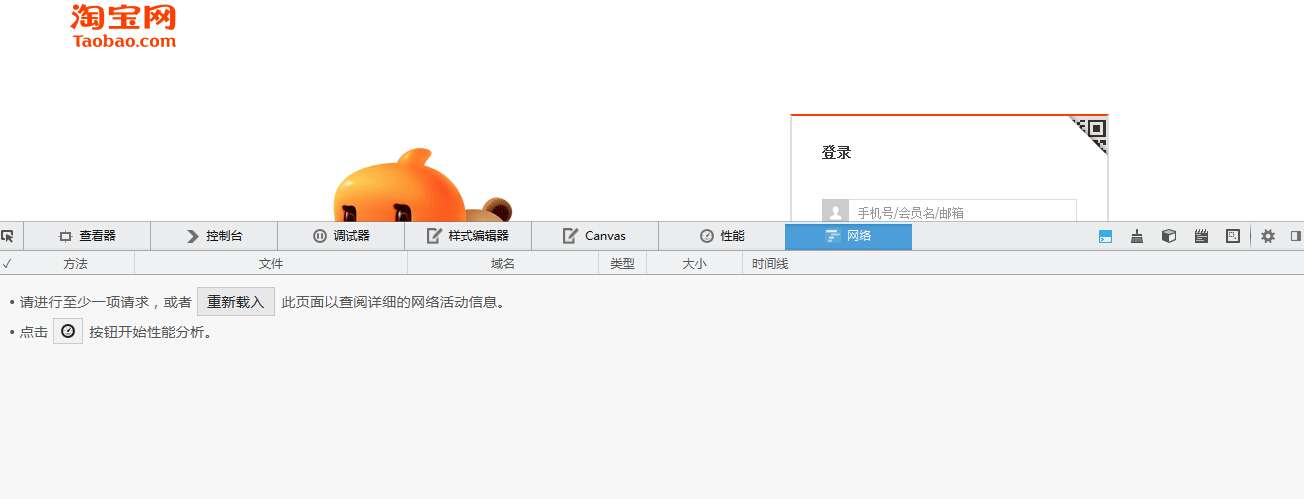 淘宝网
Taobao.com
登录
手机号/会员名/邮箱
查看器 控制台 调试器 样式编辑器 Canvas 性能 网络
✓ 方法 文件 域名 类型 大小 时间线
• 请进行至少一项请求，或者 重新载入 此页面以查阅详细的网络活动信息。
• 点击 按钮开始性能分析。